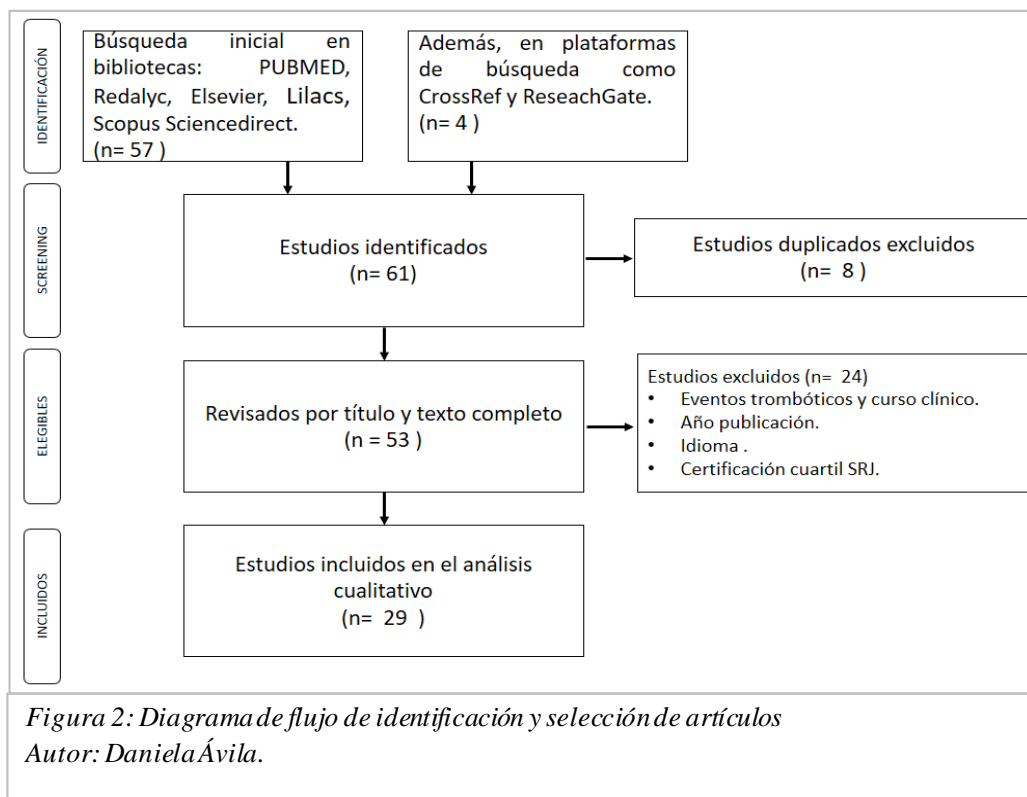 IDENTIFICACIÓN
Búsqueda inicial en
bibliotecas: PUBMED,
Redalyc, Elsevier, Lilacs,
Scopus Sciencedirect.
(n= 57 )
Además, en plataformas
de búsqueda como
CrossRef y ReseachGate.
(n= 4 )
SCREENING
Estudios identificados
(n= 61)
Estudios duplicados excluidos
(n= 8 )
ELEGIBLES
Revisados por título y texto completo
(n = 53 )
Estudios excluidos (n= 24)
• Eventos trombóticos y curso clínico.
• Año publicación.
• Idioma .
• Certificación cuartil SRJ.
INCLUIDOS
Estudios incluidos en el análisis
cualitativo
(n= 29 )
Figura 2: Diagrama de flujo de identificación y selección de artículos
Autor: Daniela Ávila.